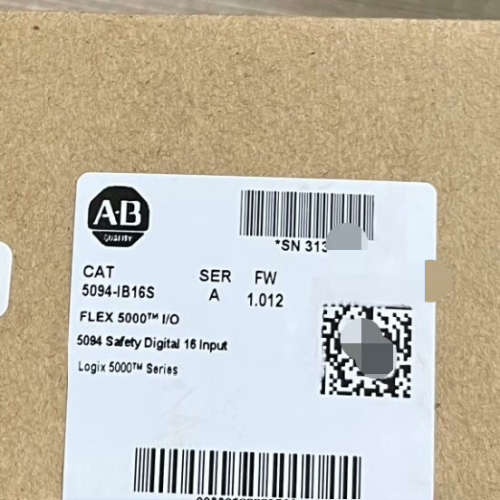 A-B
QUALITY
*SN 313
CAT
SER
FW
5094-IB16S
A
1.012
FLEX 5000™ I/O
5094 Safety Digital 16 Input
Logix 5000™ Series